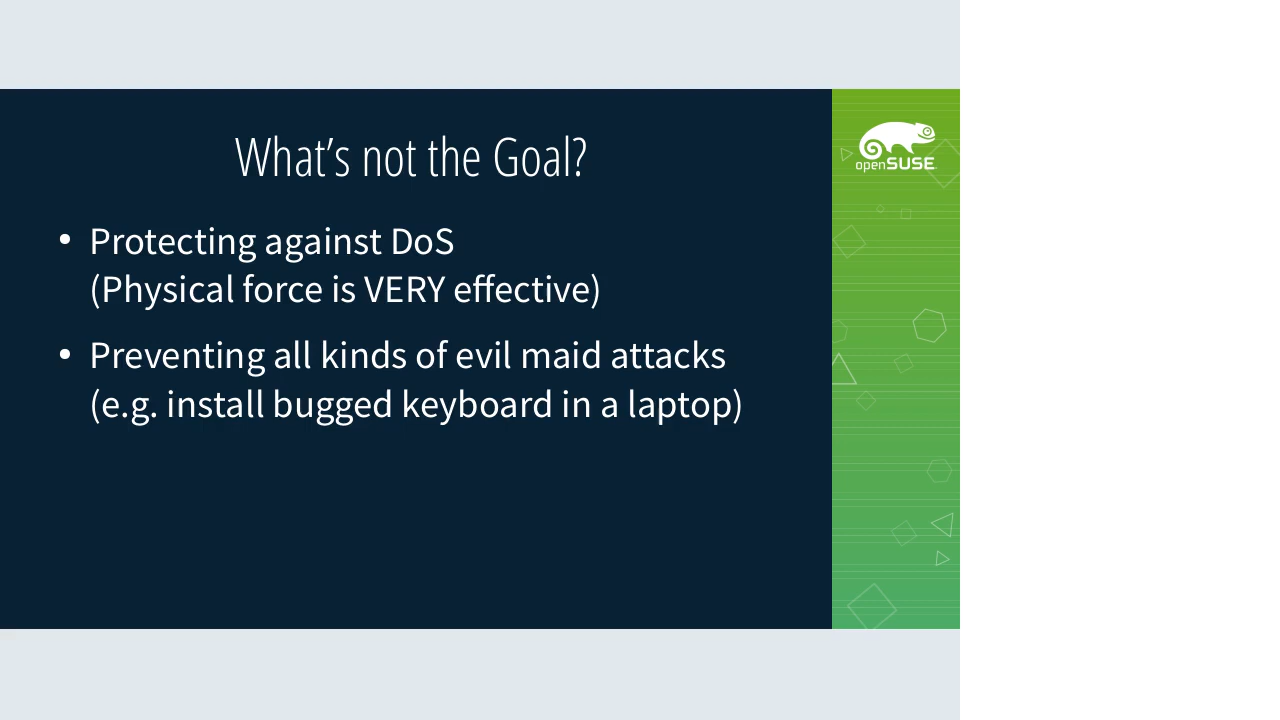 What’s not the Goal?
openSUSE
• Protecting against DoS
(Physical force is VERY effective)
• Preventing all kinds of evil maid attacks
(e.g. install bugged keyboard in a laptop)